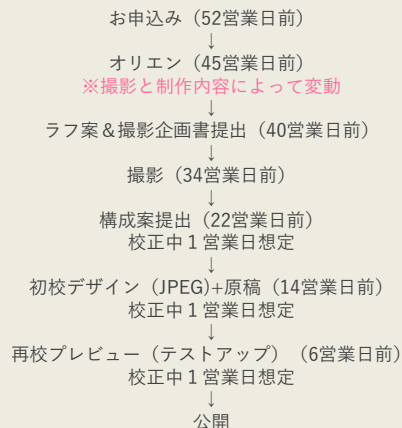 お申込み（52営業日前）
↓
オリエン（45営業日前）
※撮影と制作内容によって変動
↓
ラフ案＆撮影企画書提出（40営業日前）
↓
撮影（34営業日前）
↓
構成案提出（22営業日前）
校正中１営業日想定
↓
初校デザイン（JPEG)+原稿（14営業日前）
校正中１営業日想定
↓
再校プレビュー（テストアップ）（6営業日前）
校正中１営業日想定
↓
公開